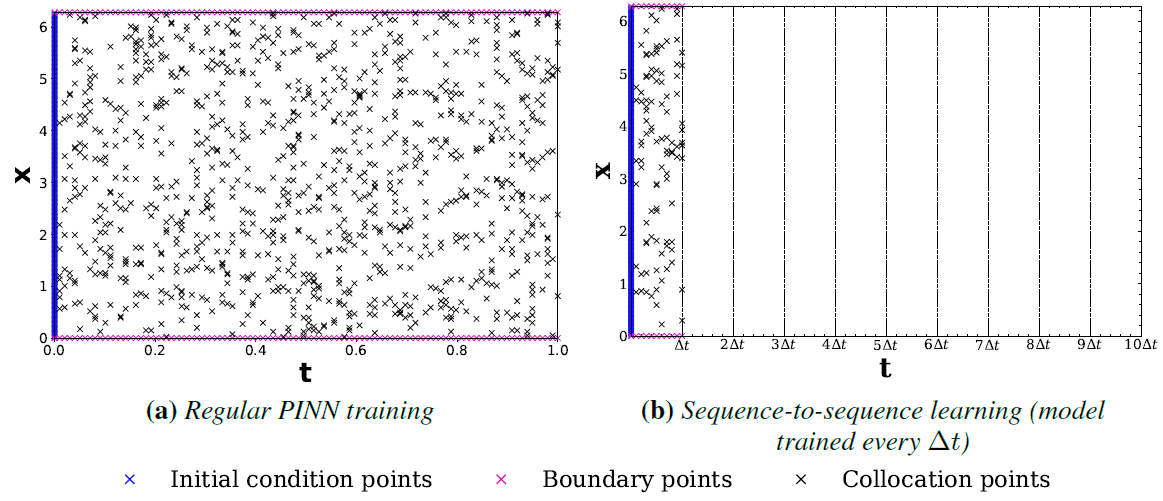 6
5
4
3
2
1
0
x
0.0 0.2 0.4 0.6 0.8 1.0
t
(a) Regular PINN training
6
5
4
3
2
1
0
x
Δt 2Δt 3Δt 4Δt 5Δt 6Δt 7Δt 8Δt 9Δt 10Δt
t
(b) Sequence-to-sequence learning (model
trained every Δt)
Initial condition points Boundary points Collocation points